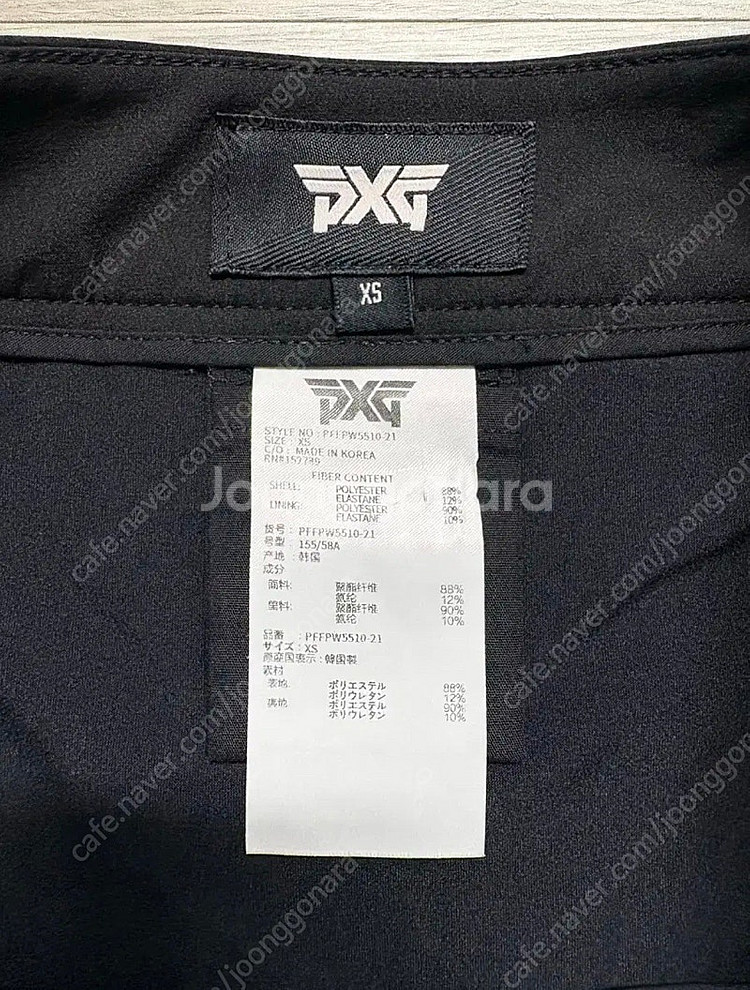 PXG
XS
PXG
STYLE NO : PFFPW5510-21
SIZE : XS
C/O : MADE IN KOREA
RN#152739
FIBER CONTENT
SHELL: POLYESTER 88%
ELASTANE 12%
LINING: POLYESTER 90%
ELASTANE 10%
货号 : PFFPW5510-21
号型 : 155/58A
产地 : 韩国
成分
面料: 聚酯纤维 88%
氨纶 12%
里料: 聚酯纤维 90%
氨纶 10%
品番 : PFFPW5510-21
サイズ : XS
原産国表示 : 韓国製
素材
表地: ポリエステル 88%
ポリウレタン 12%
裏地: ポリエステル 90%
ポリウレタン 10%
cafe.naver.com/joonggonara